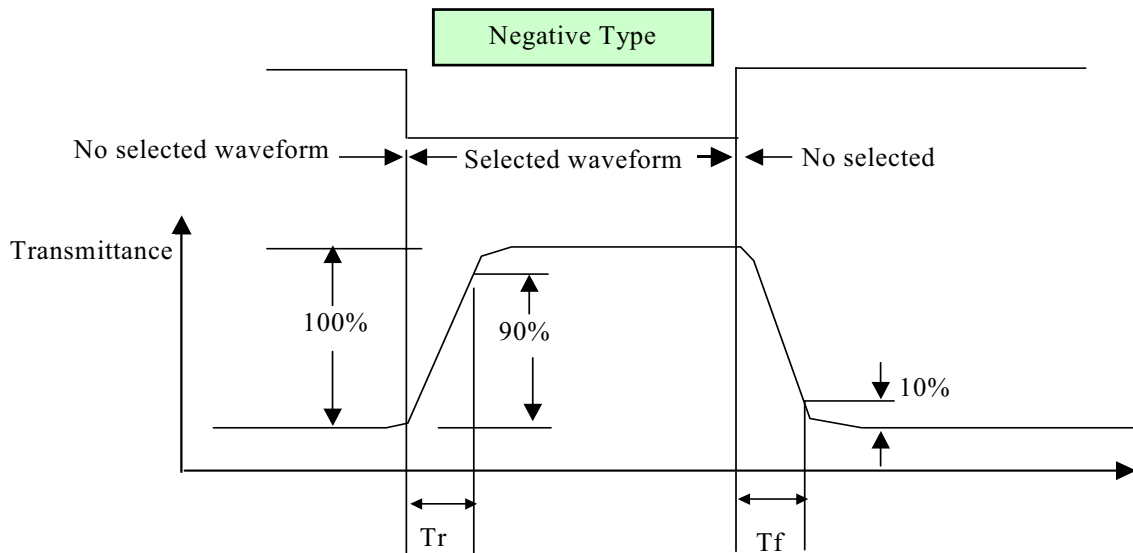 Negative Type
No selected waveform
Selected waveform
No selected
Transmittance
100%
90%
10%
Tr
Tf